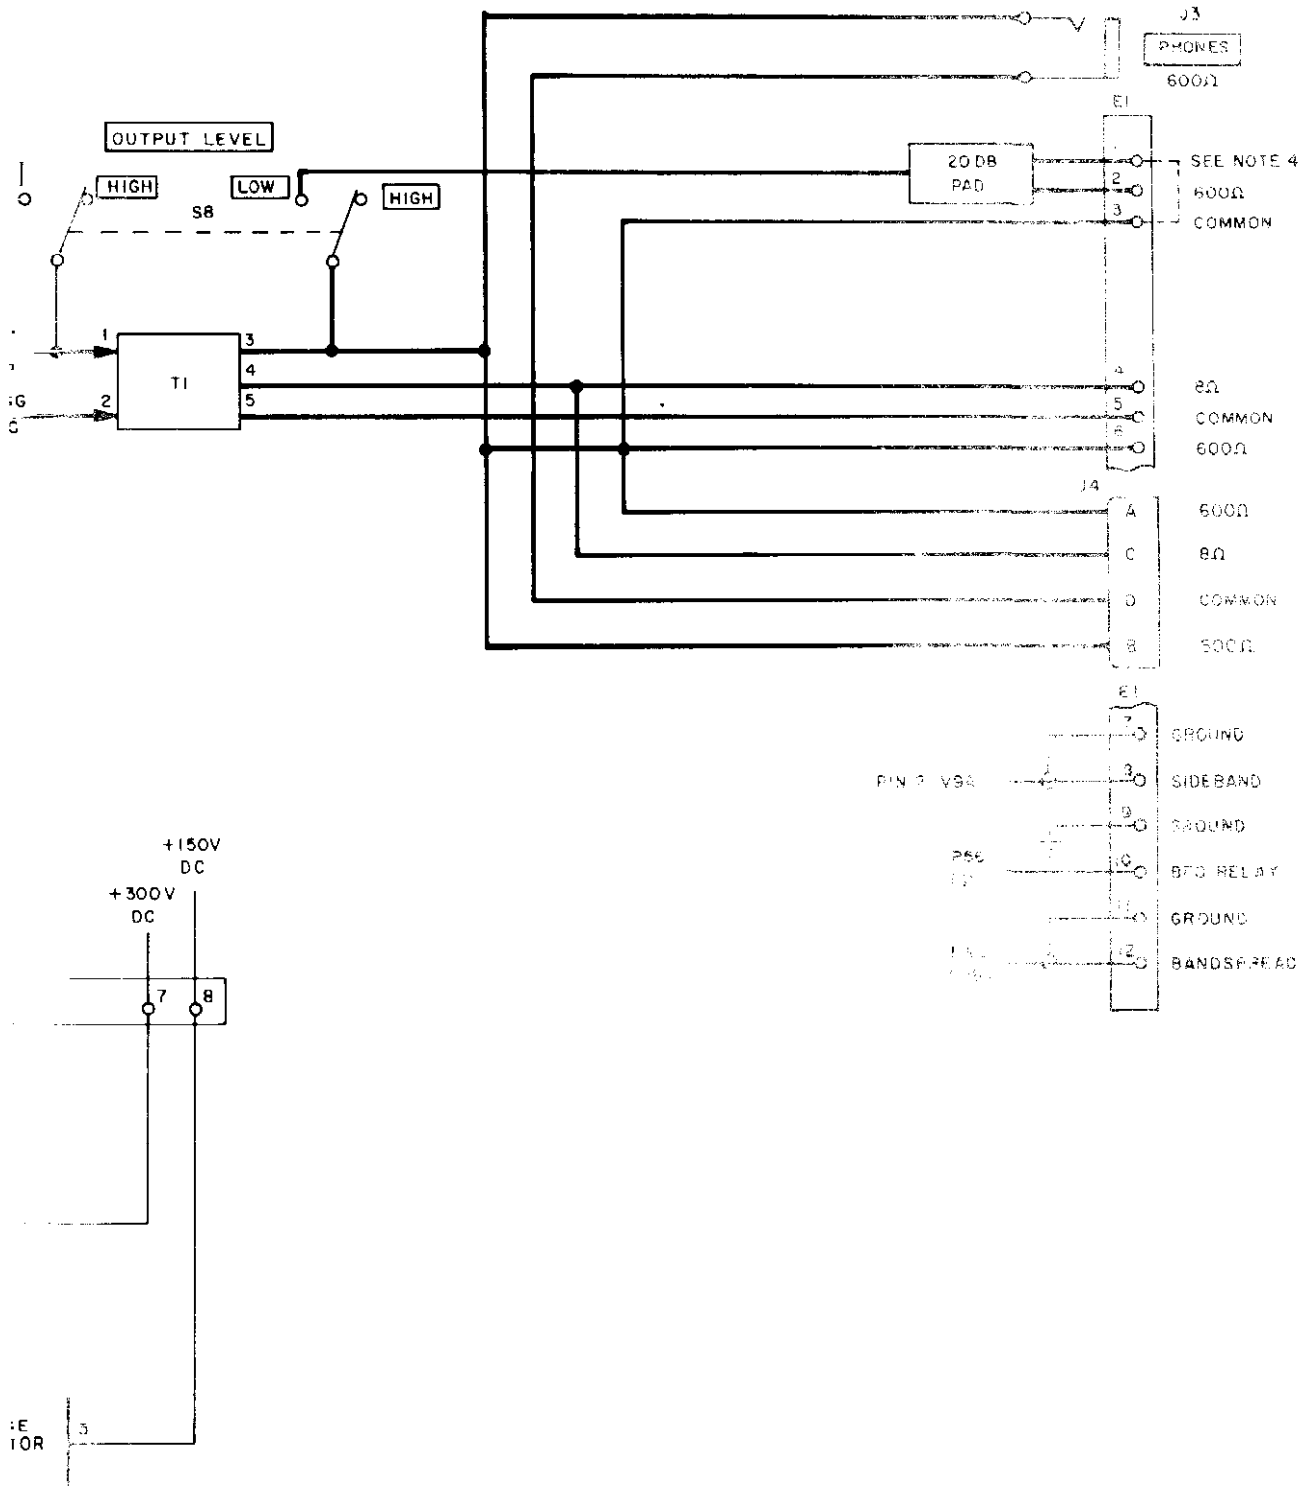 J3
PHONES
600Ω
E1
OUTPUT LEVEL
1
20 DB
PAD
SEE NOTE 4
HIGH
LOW
HIGH
2
600Ω
S8
3
COMMON
1
3
T1
4
4
8Ω
2
5
5
COMMON
6
600Ω
J4
A
600Ω
C
8Ω
D
COMMON
B
500Ω
E1
7
GROUND
PIN 2
8
SIDEBAND
9
GROUND
+150V
DC
10
BFO RELAY
+300V
DC
11
GROUND
12
BANDSPREAD
7
8
3
TOR